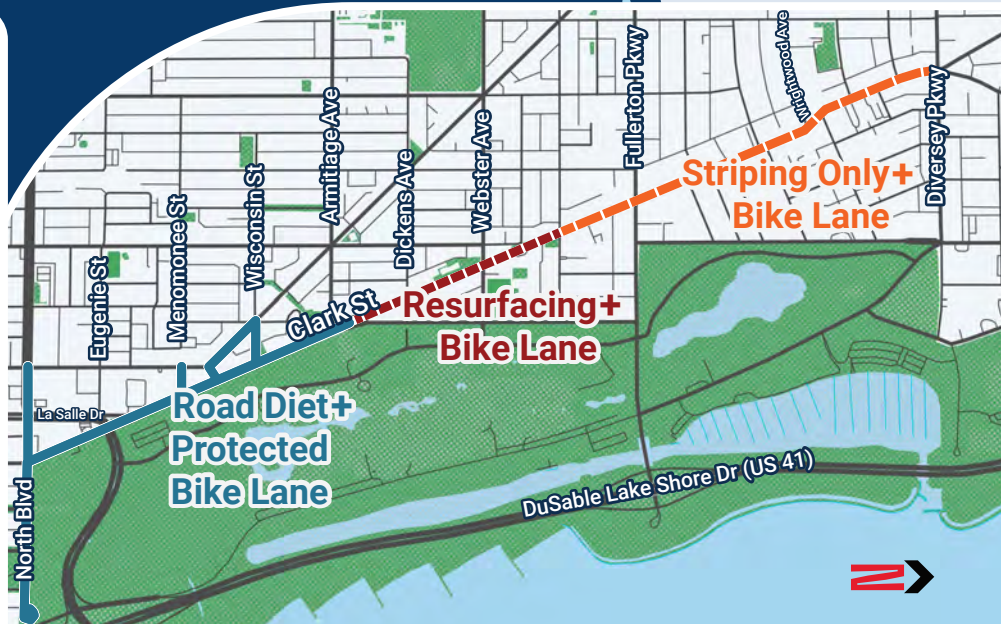 Wrightwood Ave
Fullerton Pkwy
Diversey Pkwy
Armitiage Ave
Webster Ave
Dickens Ave
Wisconsin St
Menmomonee St
Eugenie St
Striping Only+
Bike Lane
Clark St
Resurfacing+
Bike Lane
La Salle Dr
Road Diet+
Protected
Bike Lane
North Blvd
DuSable Lake Shore Dr (US 41)
N